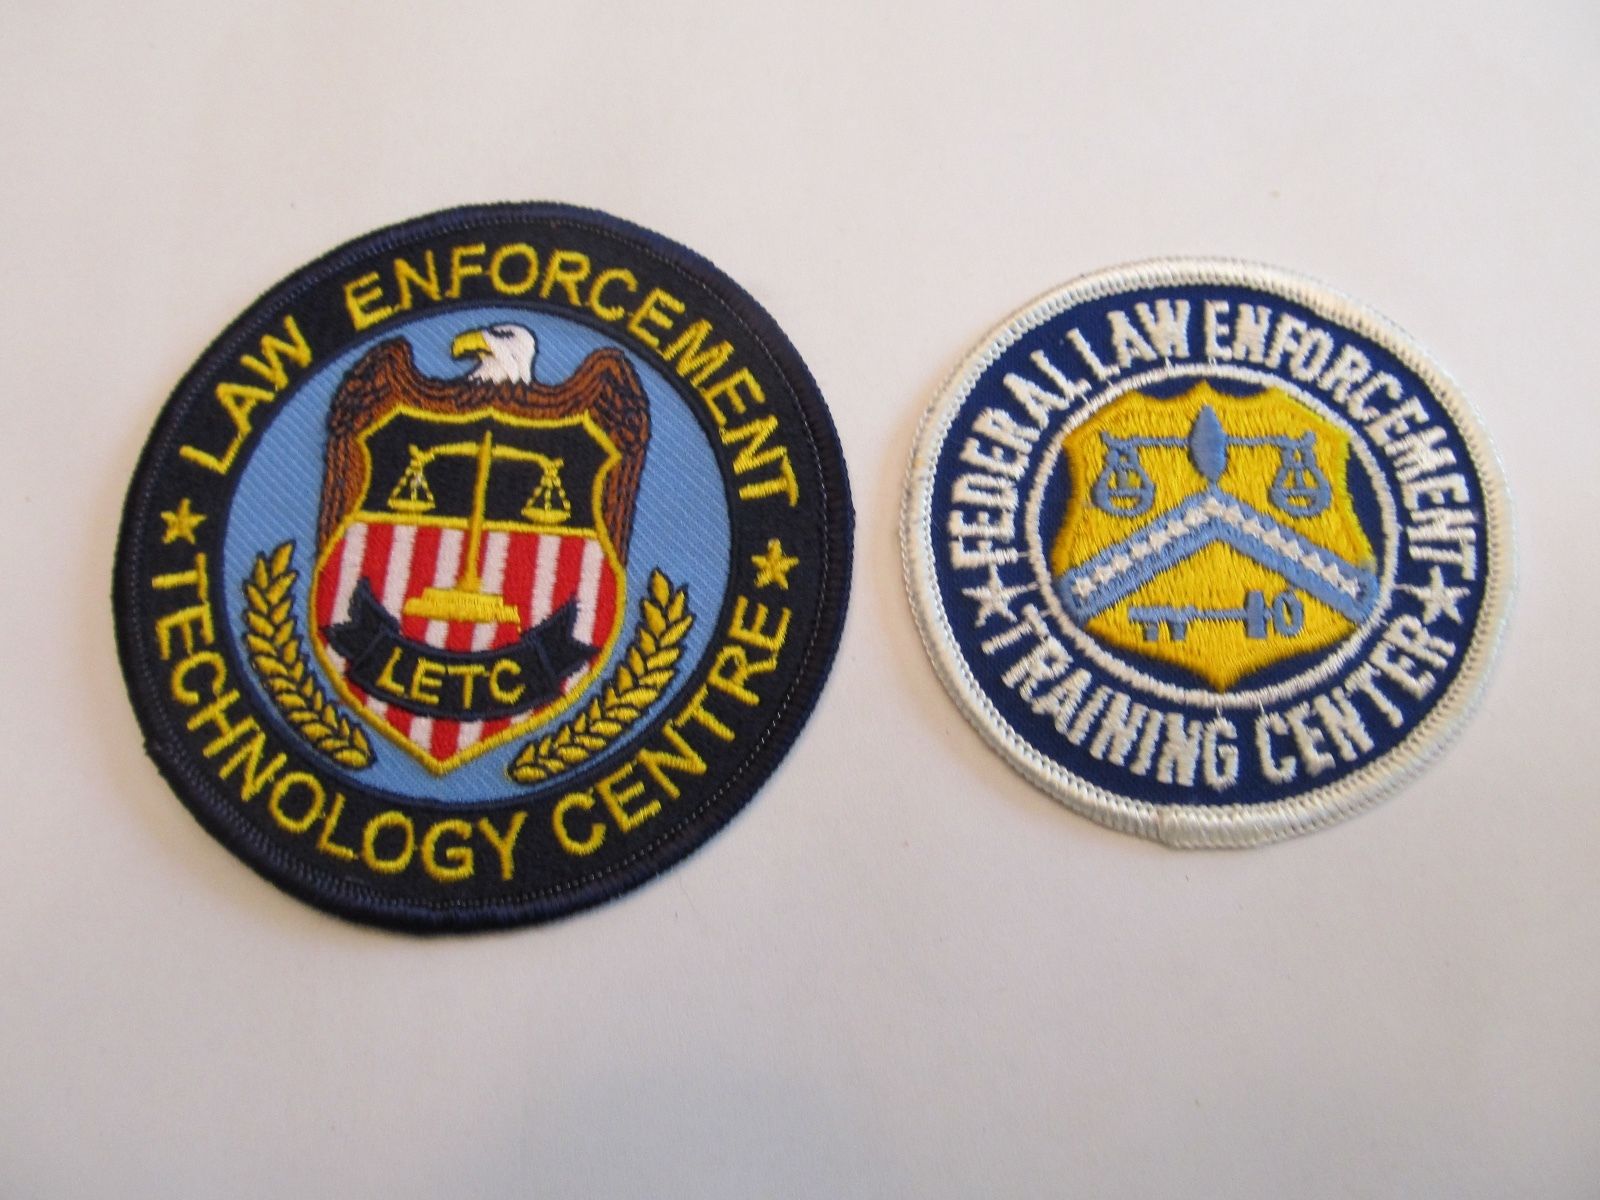 LAW ENFORCEMENT
TECHNOLOGY CENTRE
LETC
FEDERAL LAW ENFORCEMENT
TRAINING CENTER